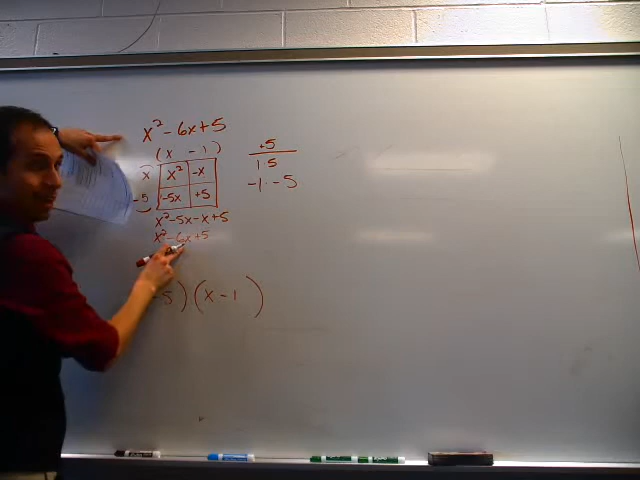 x² - 6x + 5
(x - 1)
x x² -x
-5 -5x +5
x² - 5x - x + 5
x² - 6x + 5
- 5)(x - 1)
+5
1·5
-1·-5